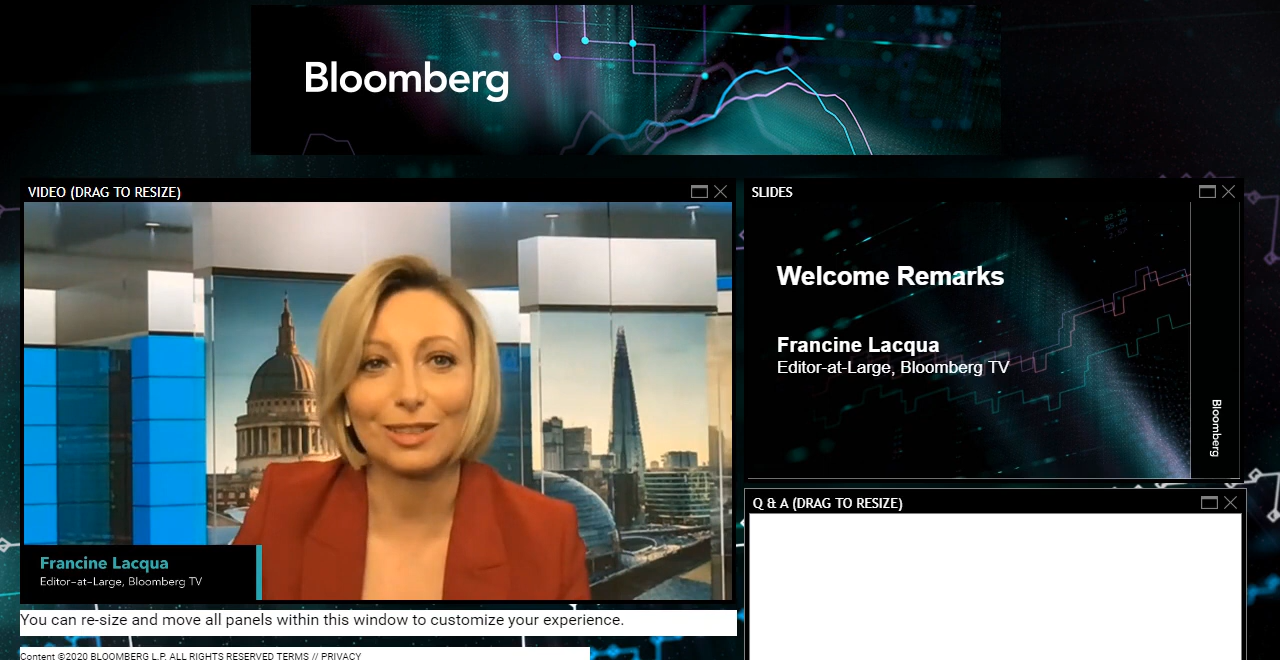 Bloomberg
VIDEO (DRAG TO RESIZE)
SLIDES
Welcome Remarks
Francine Lacqua
Editor-at-Large, Bloomberg TV
Bloomberg
Q & A (DRAG TO RESIZE)
Francine Lacqua
Editor-at-Large, Bloomberg TV
You can re-size and move all panels within this window to customize your experience.
Content ©2020 BLOOMBERG L.P. ALL RIGHTS RESERVED TERMS // PRIVACY